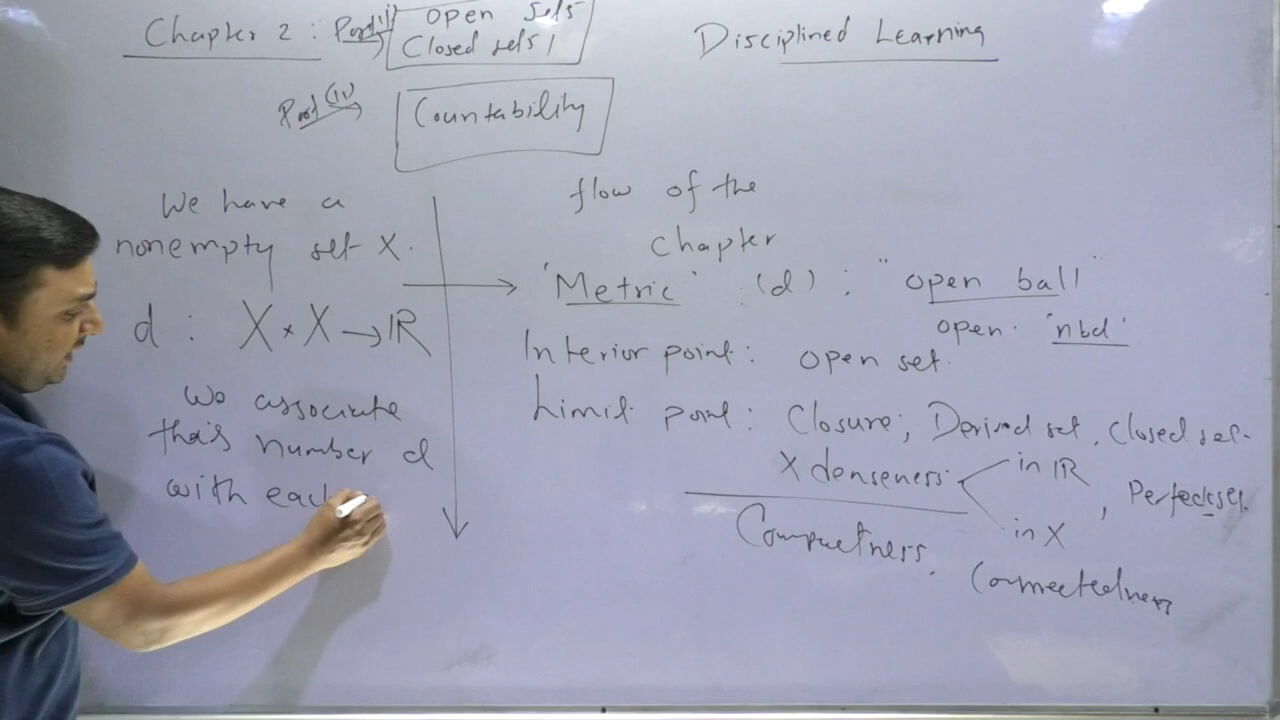 Chapter 2 : Part(i) Open Sets
Closed sets/
Disciplined Learning
Part (ii) Countability
We have a
nonempty set X.
d : X × X → ℝ
We associate
this number d
with each
flow of the
chapter
'Metric' (d) : "open ball"
open 'nbd'
Interior point : open set.
Limit point : Closure; Derived set, Closed set.
X denseness in ℝ
in X
, Perfect set.
Compactness, Connectedness